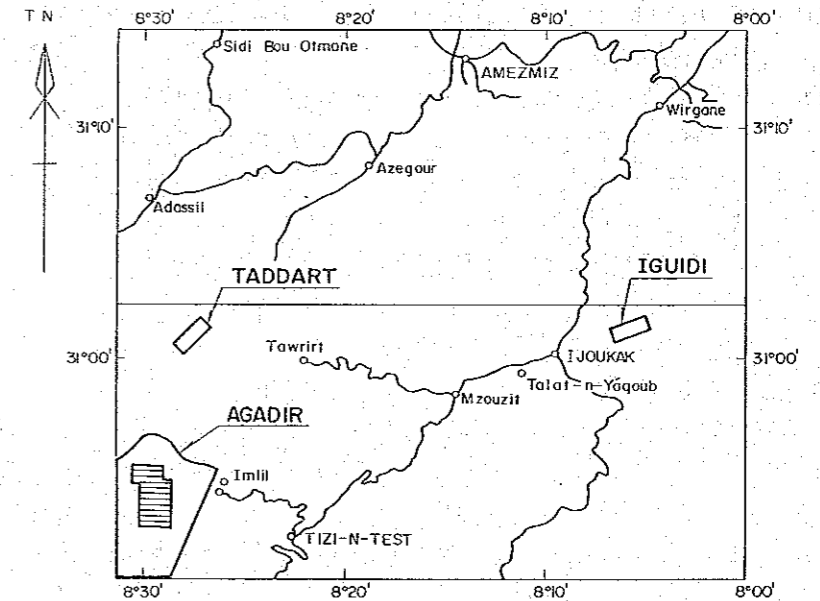 T N
8°30' 8°20' 8°10' 8°00'
Sidi Bou Otmone
AMEZMIZ
Wirgane
31°10' 31°10'
Azegour
Adassil
TADDART
IGUIDI
Tawrirt
31°00' IJOUKAK 31°00'
Talat-n-Yaqoub
Mzouzit
AGADIR
Imlil
TIZI-N-TEST
8°30' 8°20' 8°10' 8°00'